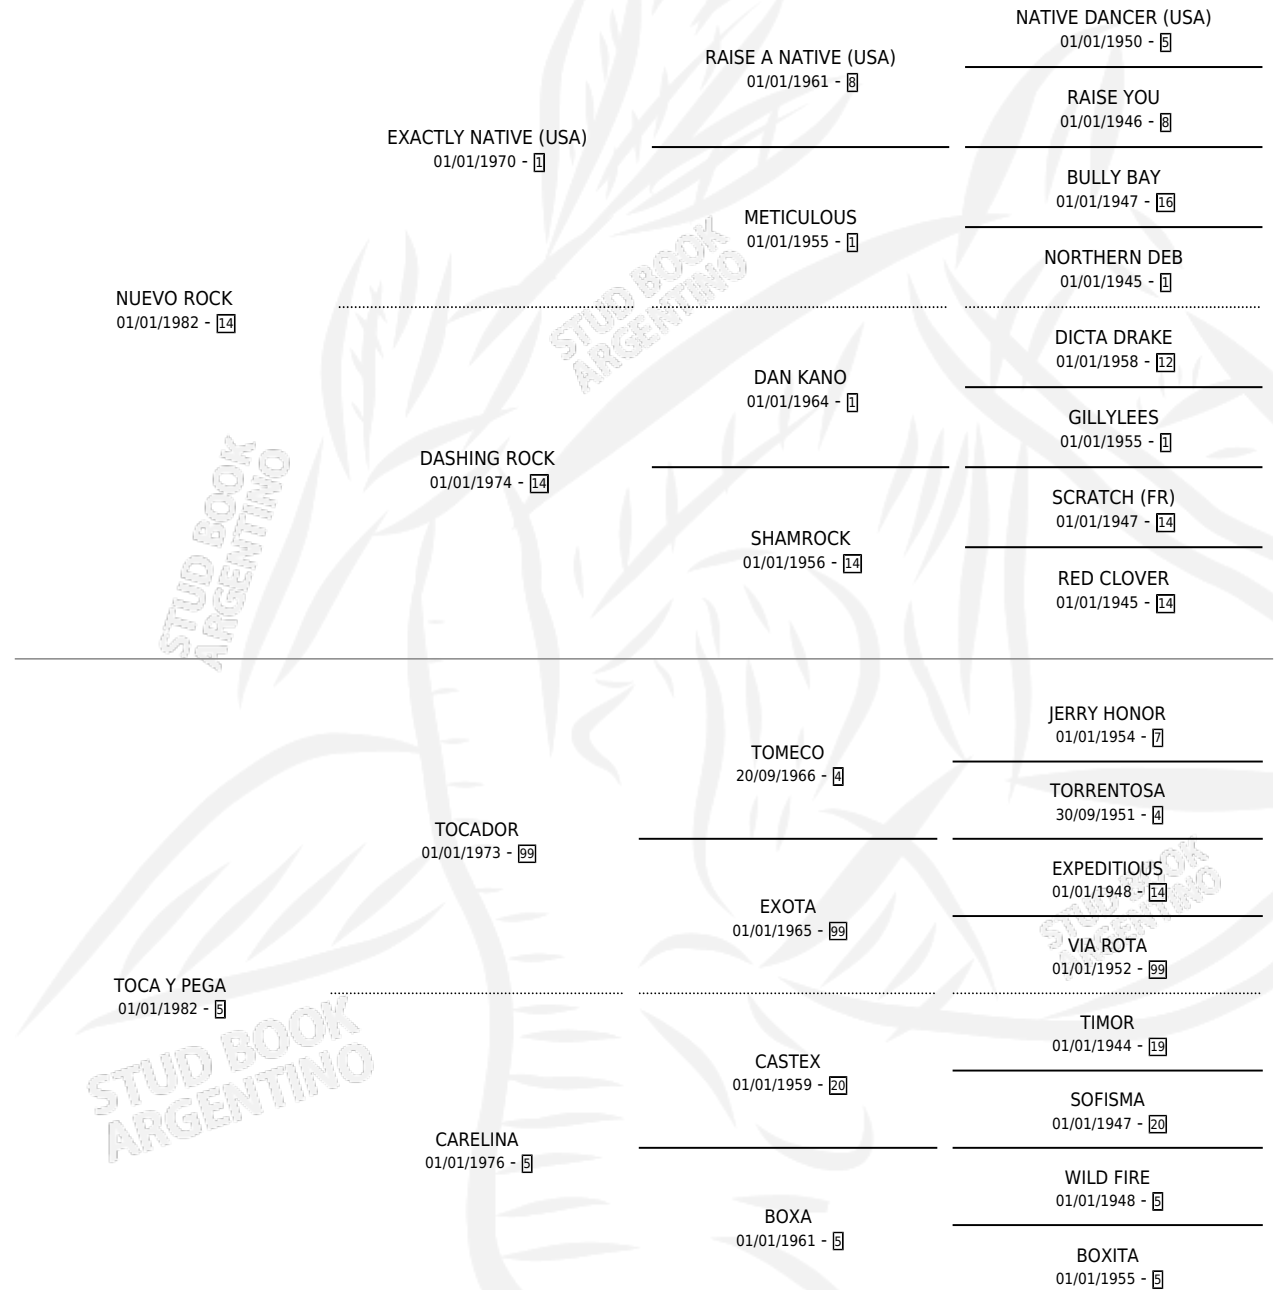 NATIVE DANCER (USA)
01/01/1950 - 5
RAISE A NATIVE (USA)
01/01/1961 - 8
RAISE YOU
01/01/1946 - 8
EXACTLY NATIVE (USA)
01/01/1970 - 1
BULLY BAY
01/01/1947 - 16
METICULOUS
01/01/1955 - 1
NORTHERN DEB
01/01/1945 - 1
NUEVO ROCK
01/01/1982 - 14
DICTA DRAKE
01/01/1958 - 12
DAN KANO
01/01/1964 - 1
GILLYLEES
01/01/1955 - 1
DASHING ROCK
01/01/1974 - 14
SCRATCH (FR)
01/01/1947 - 14
SHAMROCK
01/01/1956 - 14
RED CLOVER
01/01/1945 - 14
JERRY HONOR
01/01/1954 - 7
TOMECO
20/09/1966 - 4
TORRENTOSA
30/09/1951 - 4
TOCADOR
01/01/1973 - 99
EXPEDITIOUS
01/01/1948 - 14
EXOTA
01/01/1965 - 99
VIA ROTA
01/01/1952 - 99
TOCA Y PEGA
01/01/1982 - 5
TIMOR
01/01/1944 - 19
CASTEX
01/01/1959 - 20
SOFISMA
01/01/1947 - 20
CARELINA
01/01/1976 - 5
WILD FIRE
01/01/1948 - 5
BOXA
01/01/1961 - 5
BOXITA
01/01/1955 - 5
STUD BOOK
ARGENTINO
STUD BOOK
ARGENTINO
STUD BOOK
ARGENTINO
STUD BOOK
ARGENTINO